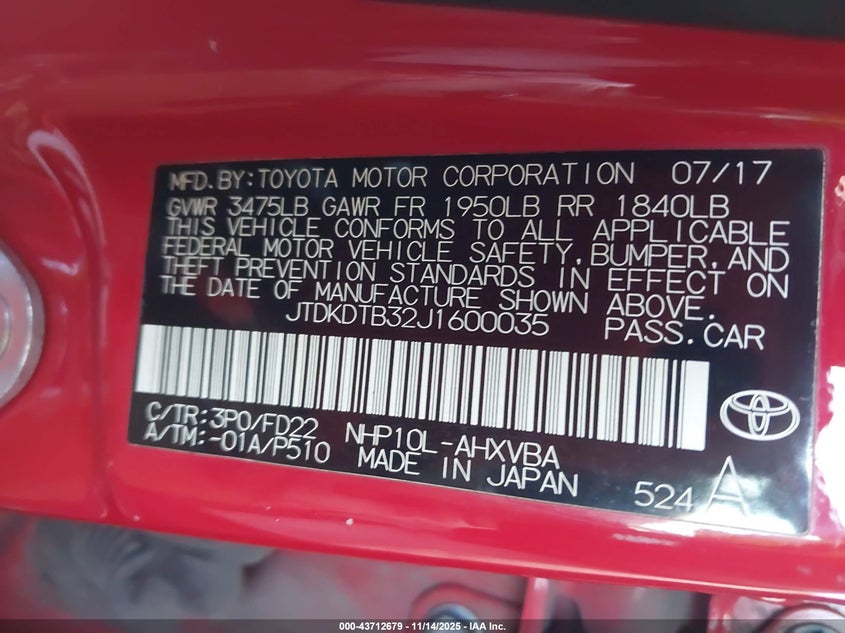 MFD.BY:TOYOTA MOTOR CORPORATION 07/17
GVWR 3475LB GAWR FR 1950LB RR 1840LB
THIS VEHICLE CONFORMS TO ALL APPLICABLE
FEDERAL MOTOR VEHICLE SAFETY,BUMPER,AND
THEFT PREVENTION STANDARDS IN EFFECT ON
THE DATE OF MANUFACTURE SHOWN ABOVE.
JTDKDTB32J1600035 PASS.CAR
C/TR:3P0/FD22 NHP10L-AHXVBA
A/TM:-01A/P510 MADE IN JAPAN
524 A
000-43712679 — 11/14/2025 — IAA Inc.